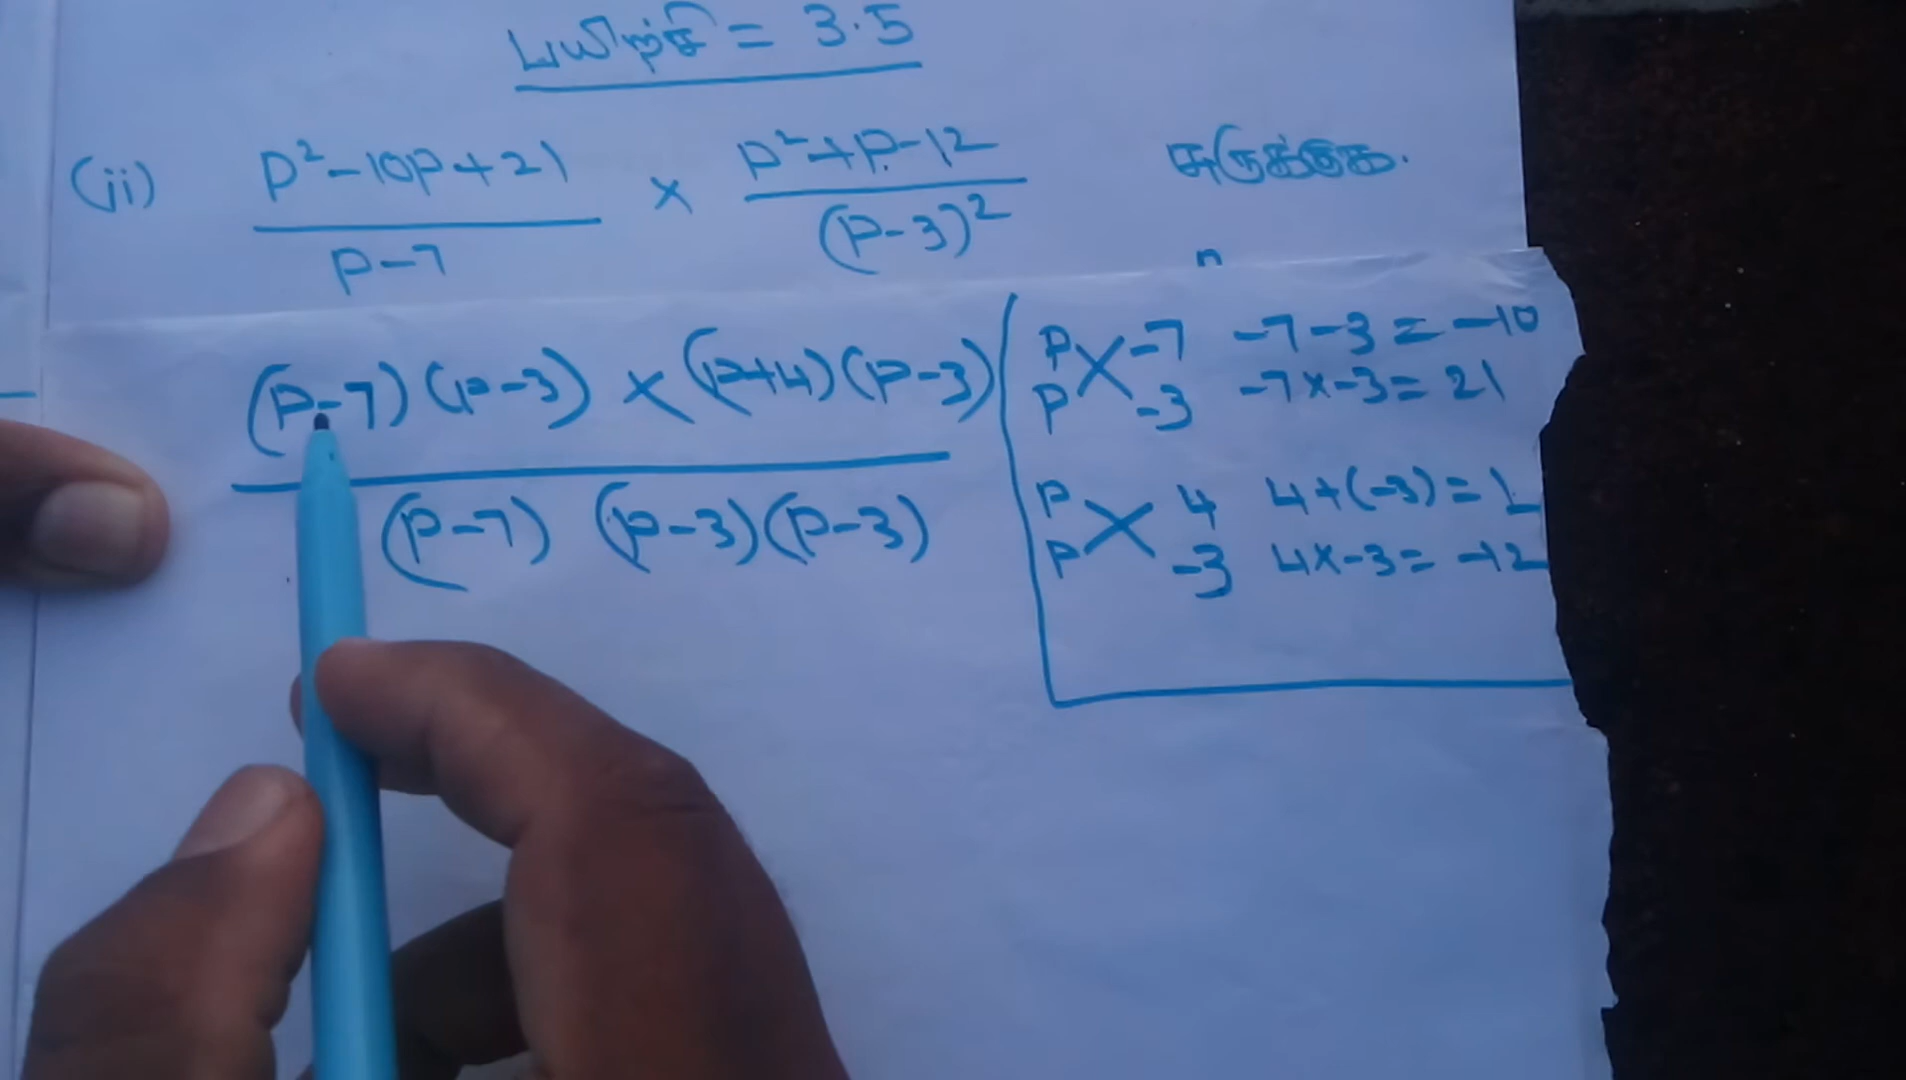 பயிற்சி = 3.5
(ii) p²-10p+21 / p-7 × p²+p-12 / (p-3)² சுருக்குக.
(p-7)(p-3) × (p+4)(p-3)
(p-7) (p-3)(p-3)
p -7 -7-3 = -10
p -3 -7×-3 = 21
p 4 4+(-3) = 1
p -3 4×-3 = -12